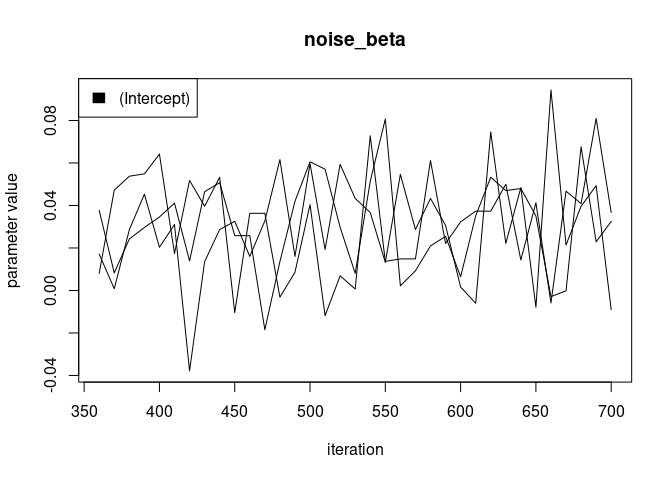 noise_beta
(Intercept)
parameter value
0.08
0.04
0.00
-0.04
350 400 450 500 550 600 650 700
iteration